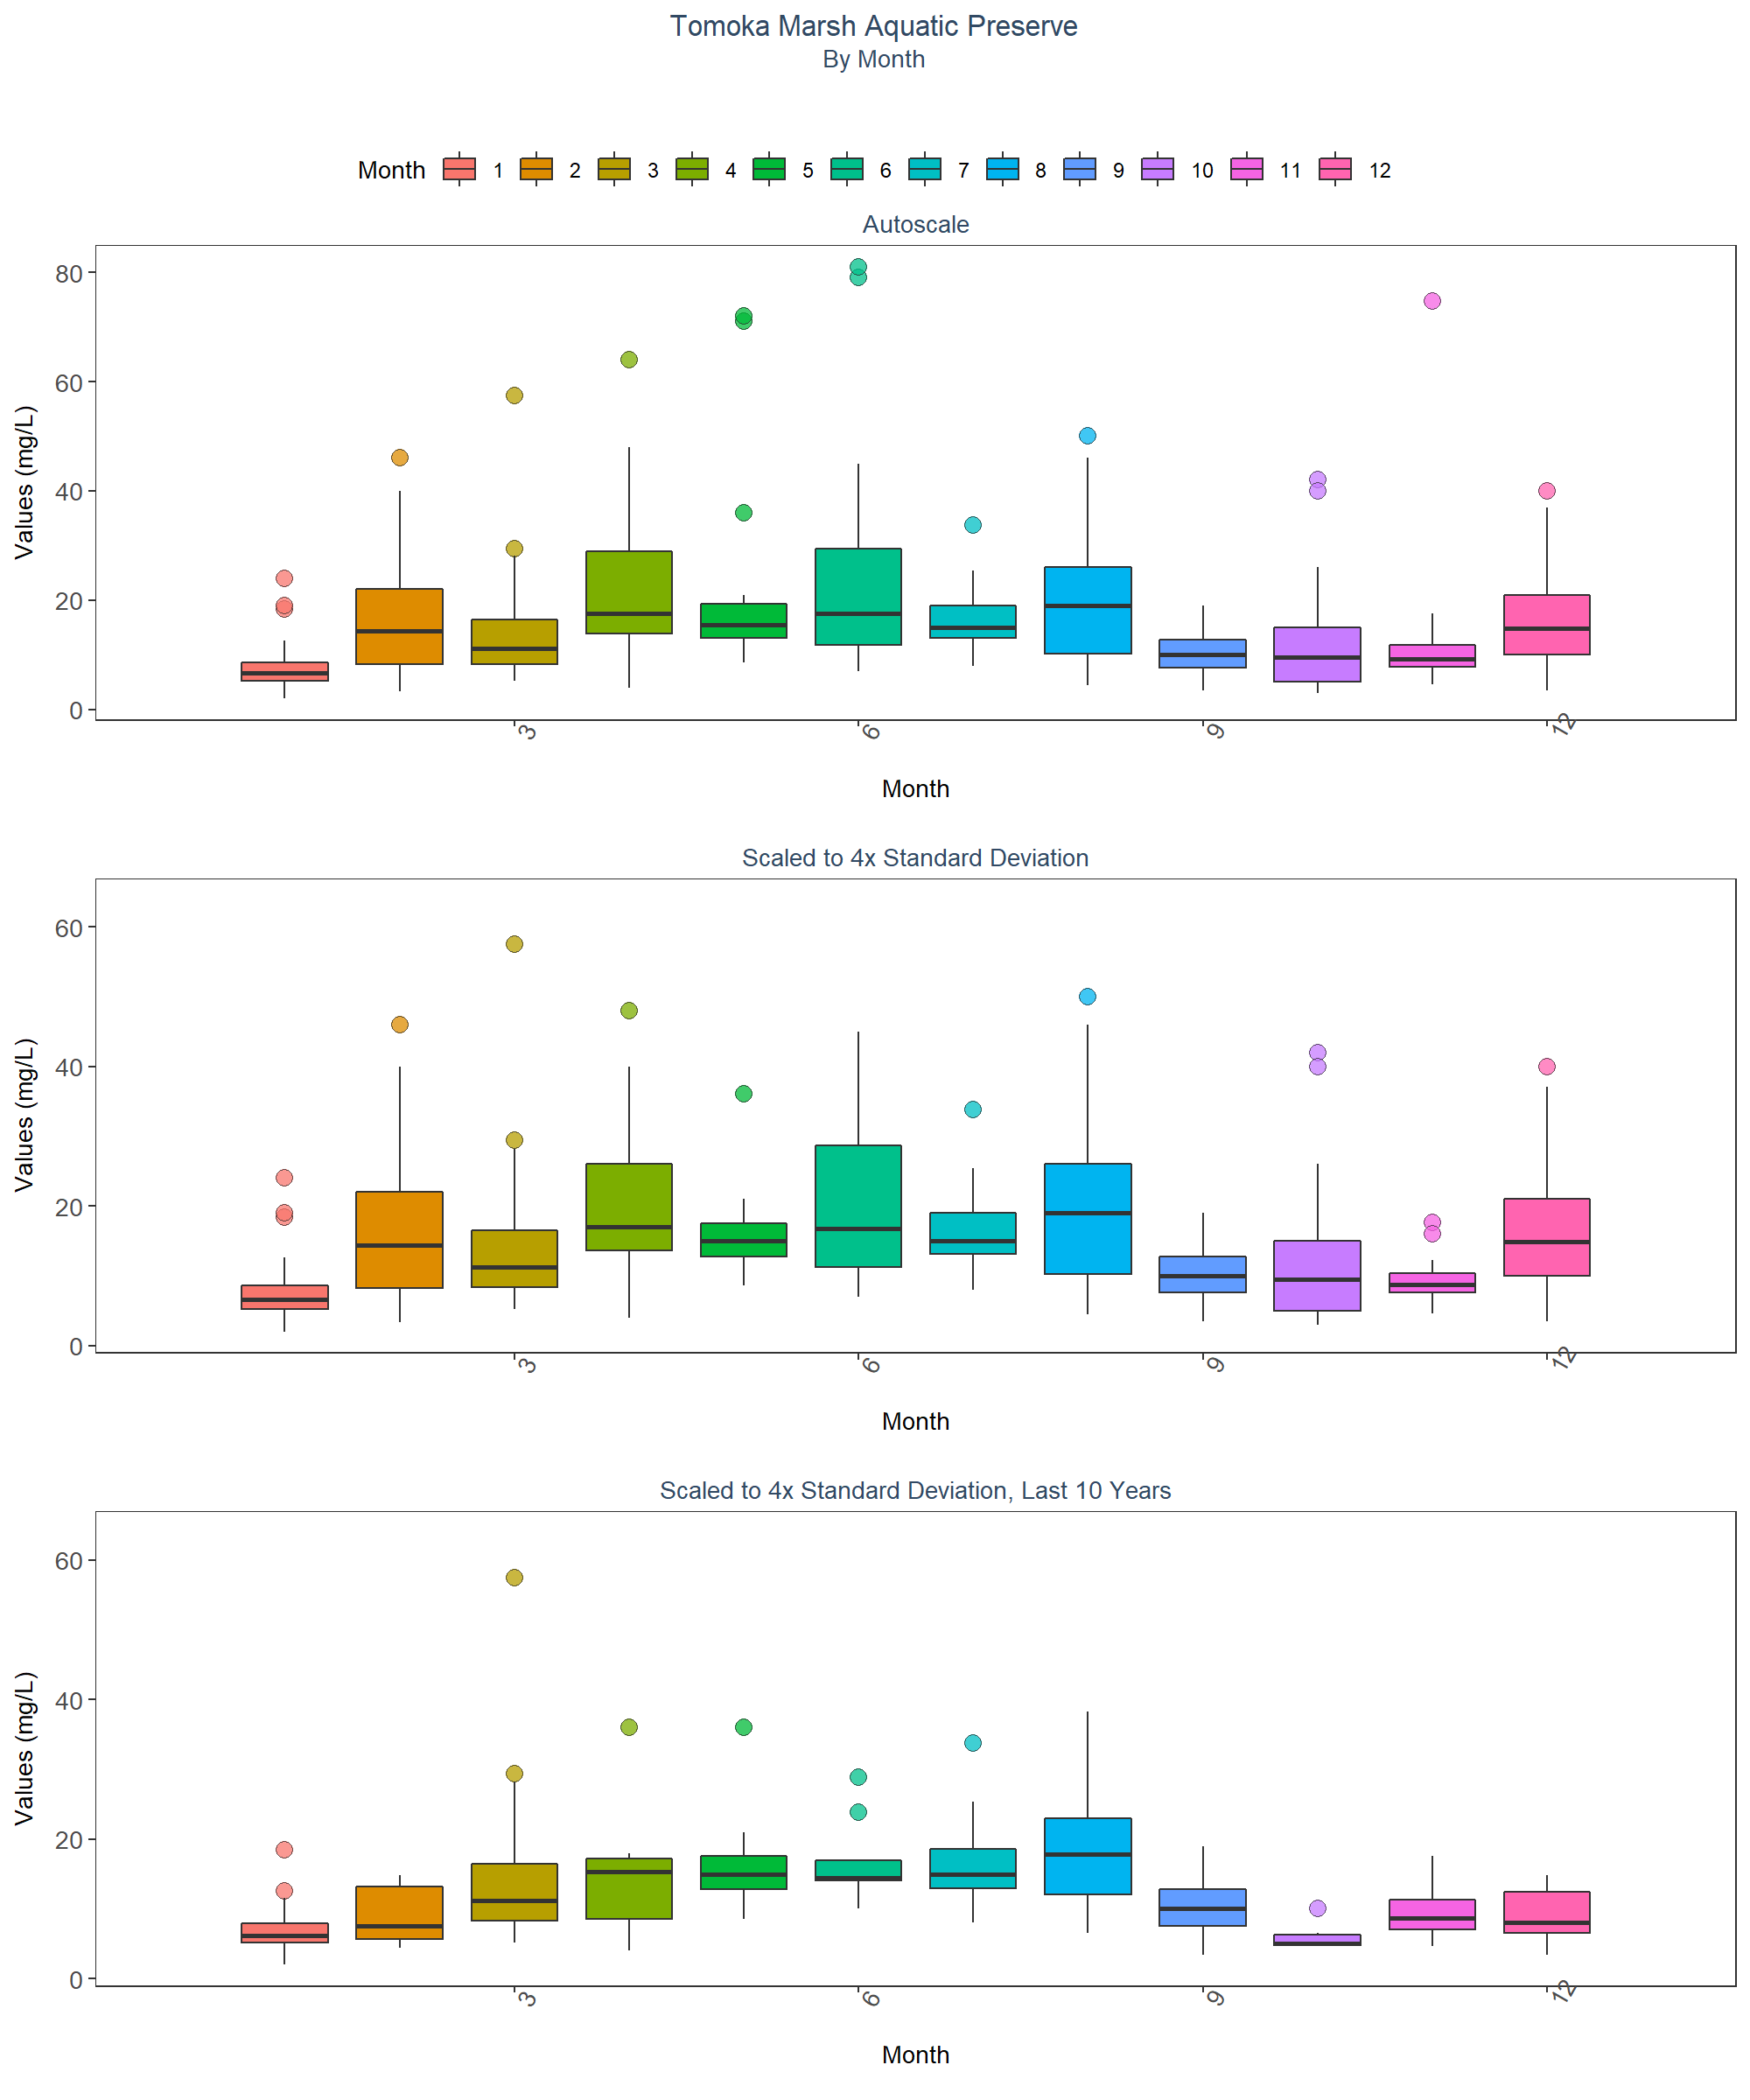 Tomoka Marsh Aquatic Preserve
By Month
Month 1 2 3 4 5 6 7 8 9 10 11 12
Autoscale
Values (mg/L)
80
60
40
20
0
3 6 9 12
Month
Scaled to 4x Standard Deviation
Values (mg/L)
60
40
20
0
3 6 9 12
Month
Scaled to 4x Standard Deviation, Last 10 Years
Values (mg/L)
60
40
20
0
3 6 9 12
Month